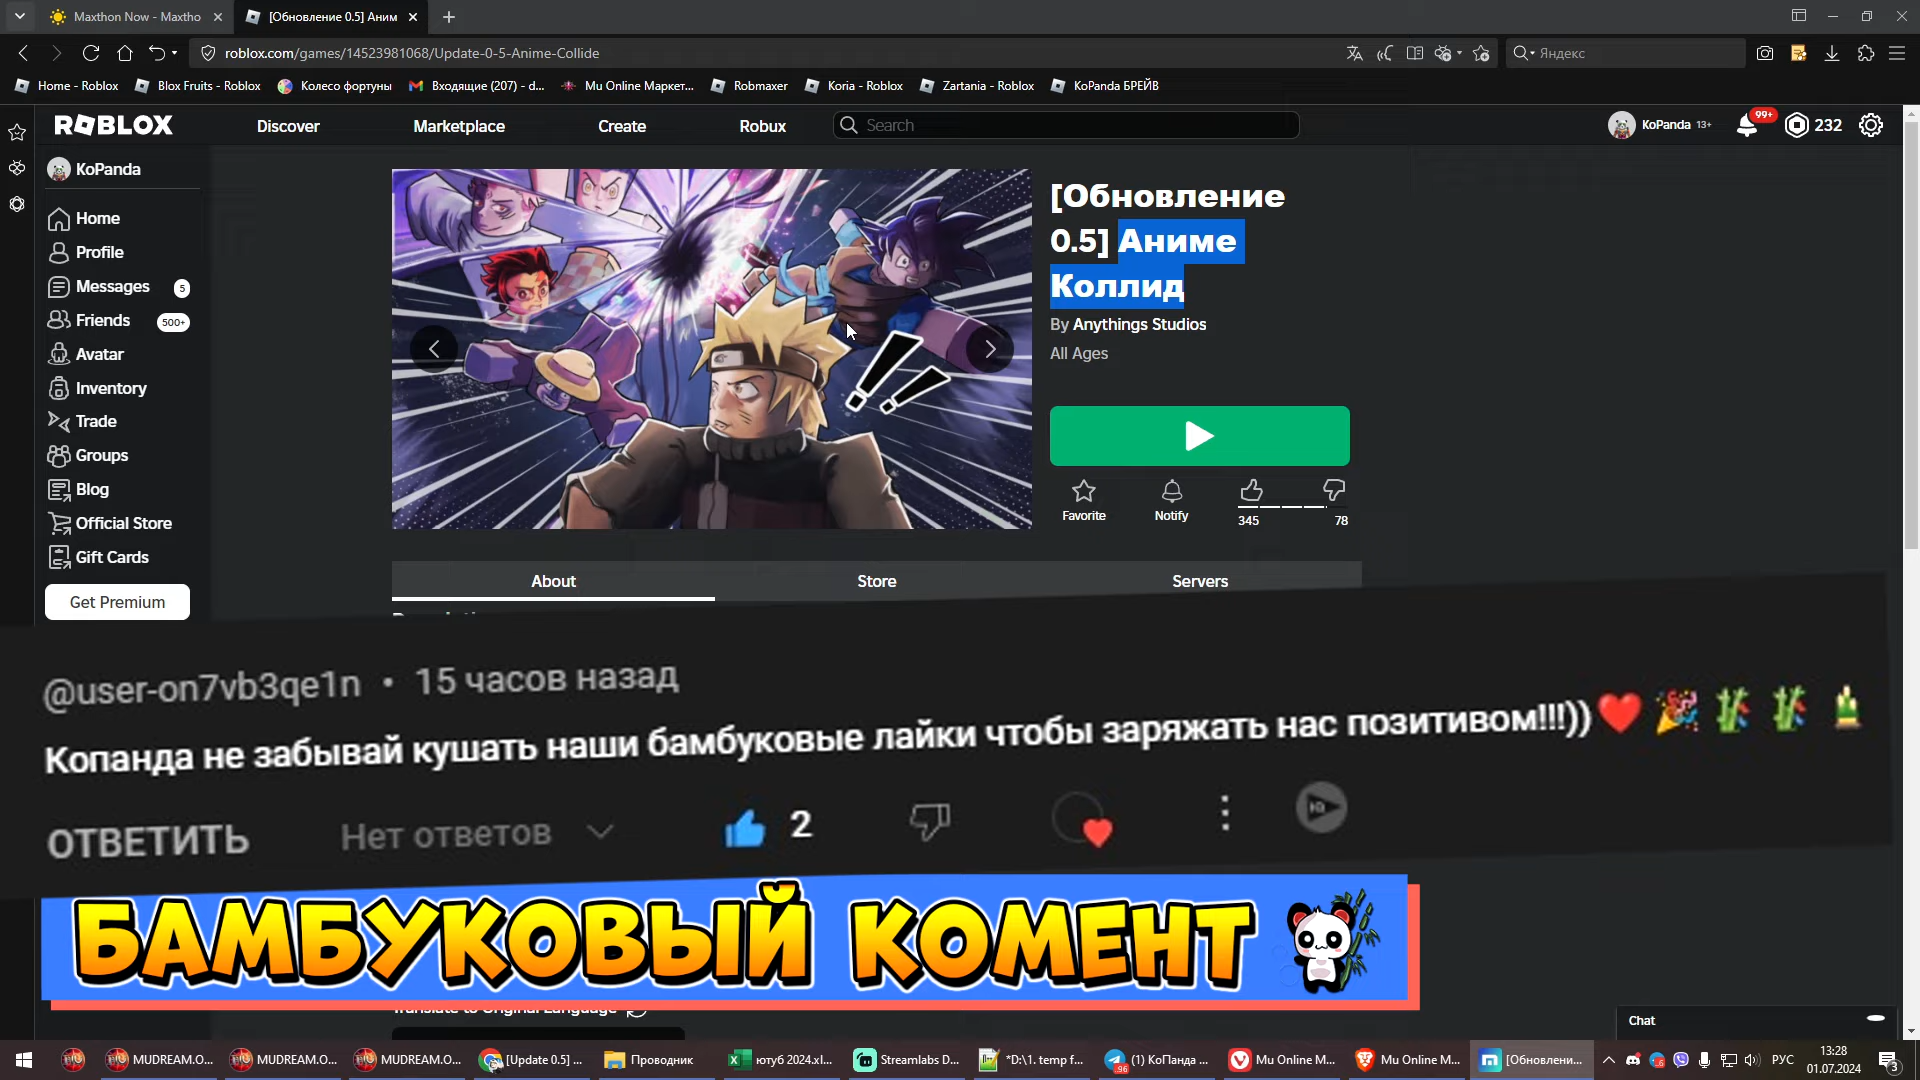 Maxthon Now - Maxtho
[Обновление 0.5] Аним
roblox.com/games/14523981068/Update-0-5-Anime-Collide
Яндекс
Home - Roblox
Blox Fruits - Roblox
Колесо фортуны
Входящие (207) - d...
Mu Online Маркет...
Robmaxer
Koria - Roblox
Zartania - Roblox
KoPanda БРЕЙВ
ROBLOX
Discover
Marketplace
Create
Robux
Search
KoPanda 13+
99+
232
KoPanda
Home
Profile
Messages 5
Friends 500+
Avatar
Inventory
Trade
Groups
Blog
Official Store
Gift Cards
Get Premium
[Обновление
0.5] Аниме
Коллид
By Anythings Studios
All Ages
Favorite
Notify
345
78
About
Store
Servers
@user-on7vb3qe1n • 15 часов назад
Копанда не забывай кушать наши бамбуковые лайки чтобы заряжать нас позитивом!!!))
ОТВЕТИТЬ
Нет ответов
2
БАМБУКОВЫЙ КОМЕНТ
Translate to Original Language
Chat
MUDREAM.O...
MUDREAM.O...
MUDREAM.O...
[Update 0.5] ...
Проводник
ютуб 2024.xl...
Streamlabs D...
*D:\1. temp f...
96
(1) КоПанда ...
Mu Online M...
Mu Online M...
[Обновлени...
РУС
13:28
01.07.2024
3